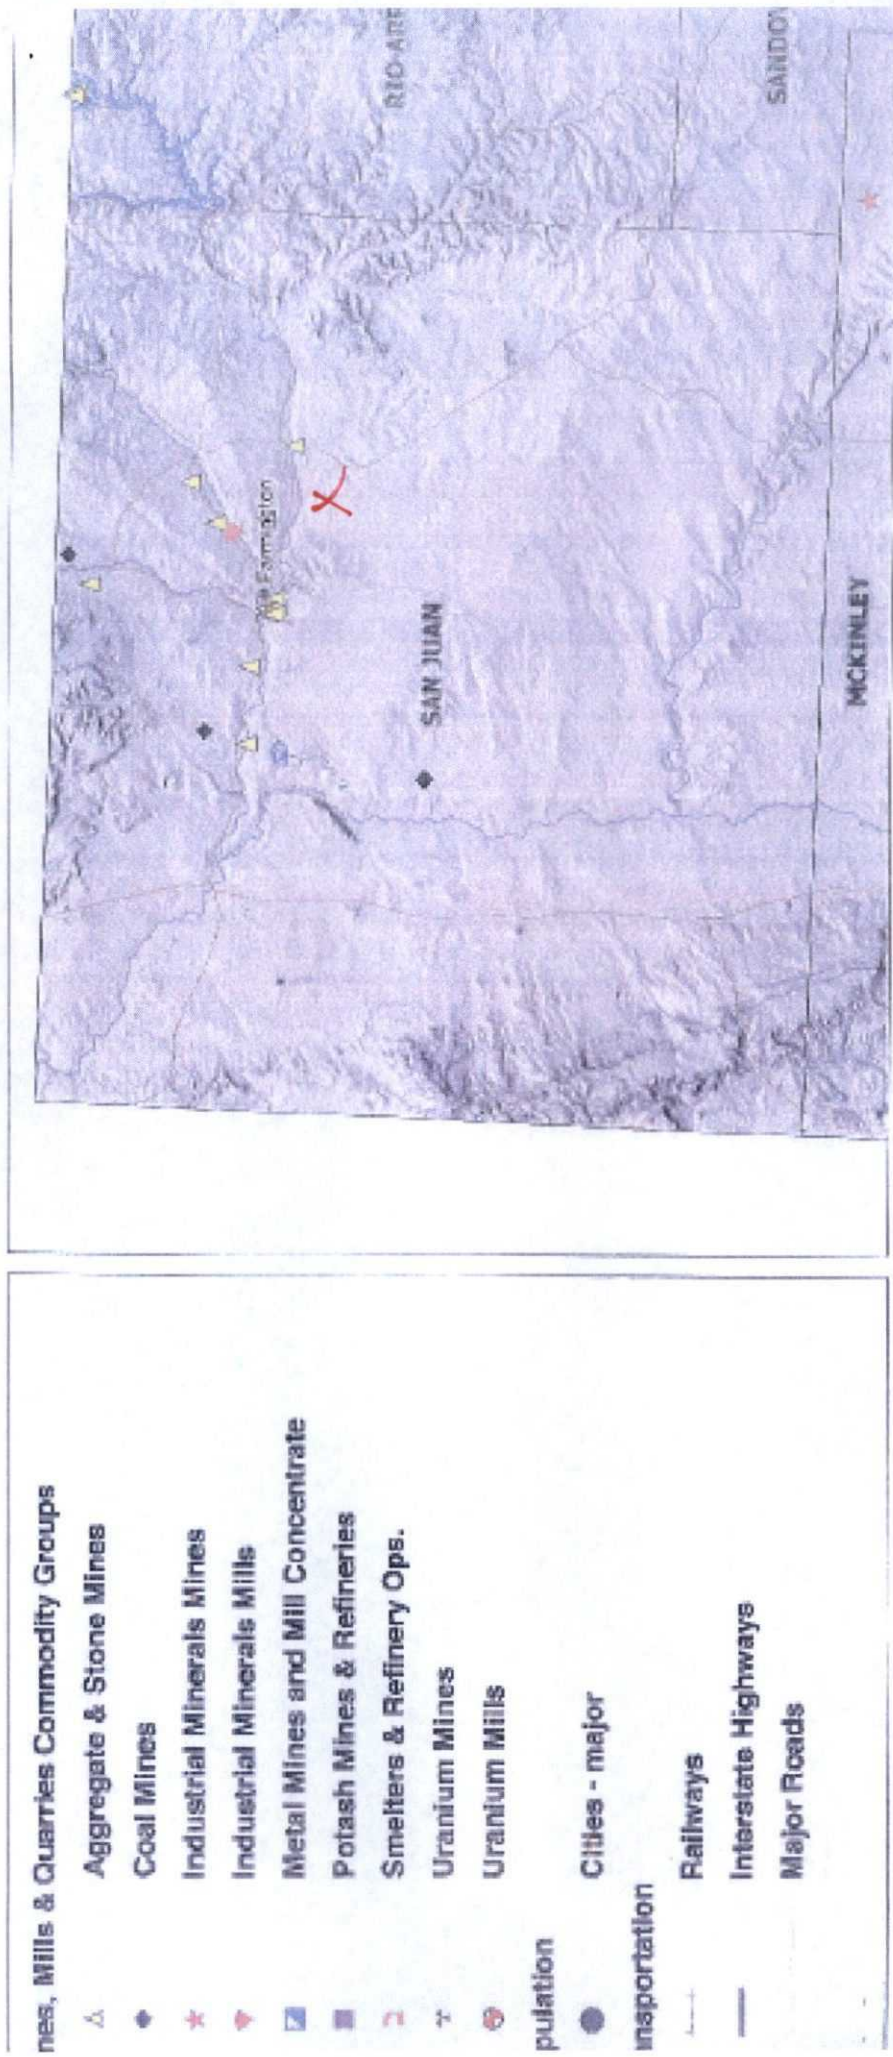 nes, Mills & Quarries Commodity Groups
Aggregate & Stone Mines
Coal Mines
Industrial Minerals Mines
Industrial Minerals Mills
Metal Mines and Mill Concentrate
Potash Mines & Refineries
Smelters & Refinery Ops.
Uranium Mines
Uranium Mills
pulation
Cities - major
nsportation
Railways
Interstate Highways
Major Roads
Farmington
SAN JUAN
RIO ARR
SANDOV
MCKINLEY